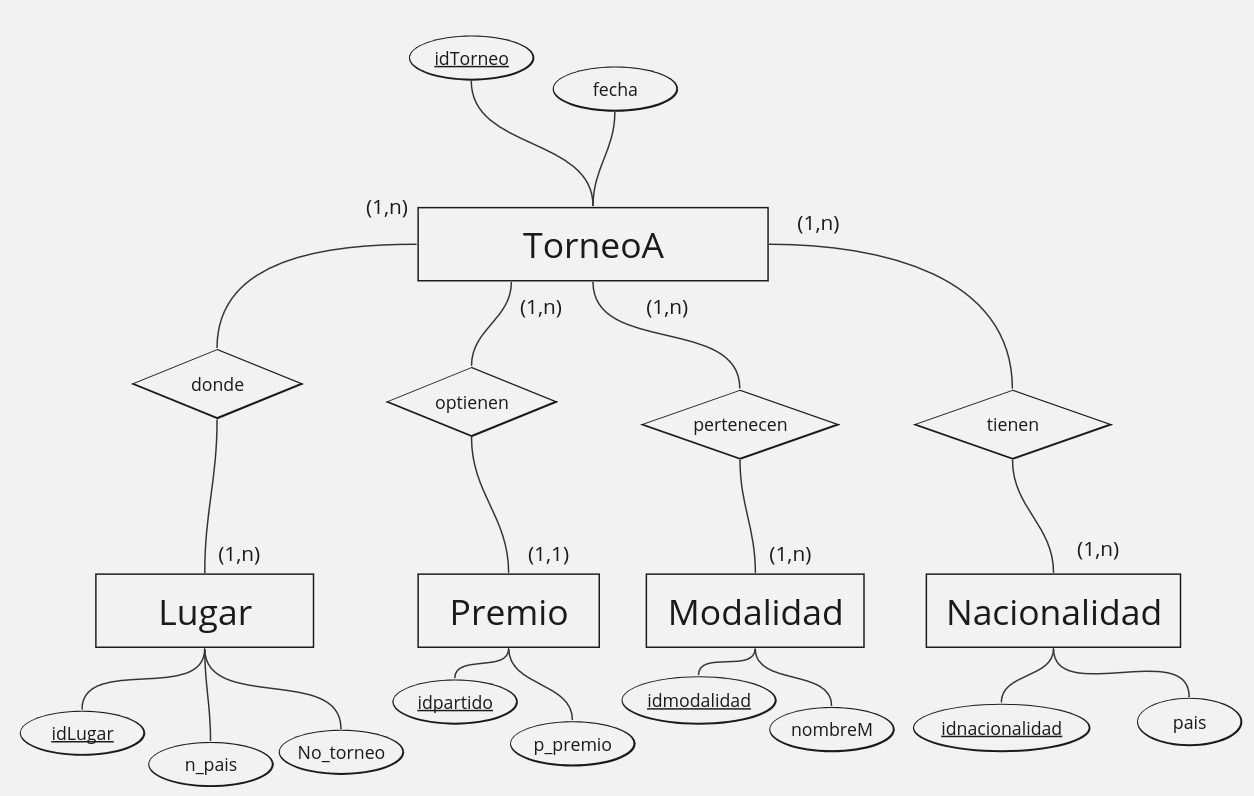 idTorneo
fecha
(1,n)
(1,n)
TorneoA
(1,n)
(1,n)
donde
optienen
pertenecen
tienen
(1,n)
(1,1)
(1,n)
(1,n)
Lugar
Premio
Modalidad
Nacionalidad
idLugar
n_pais
No_torneo
idpartido
p_premio
idmodalidad
nombreM
idnacionalidad
pais